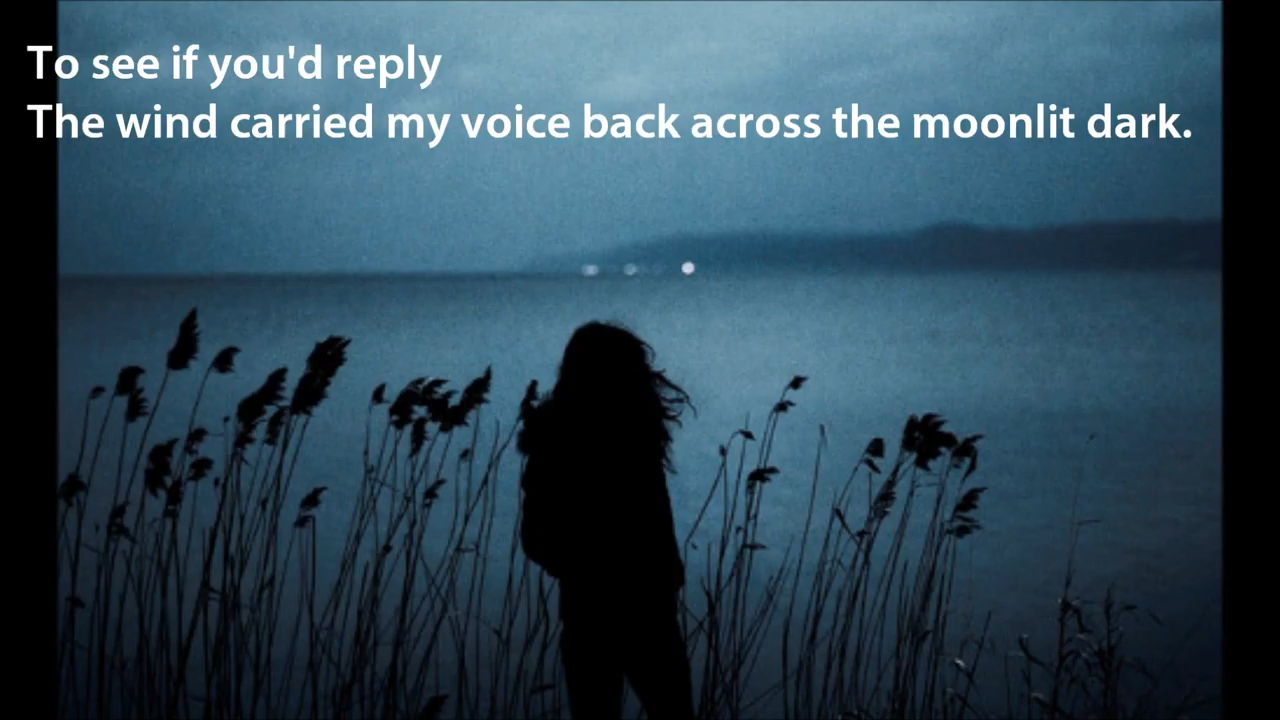 To see if you'd reply
The wind carried my voice back across the moonlit dark.